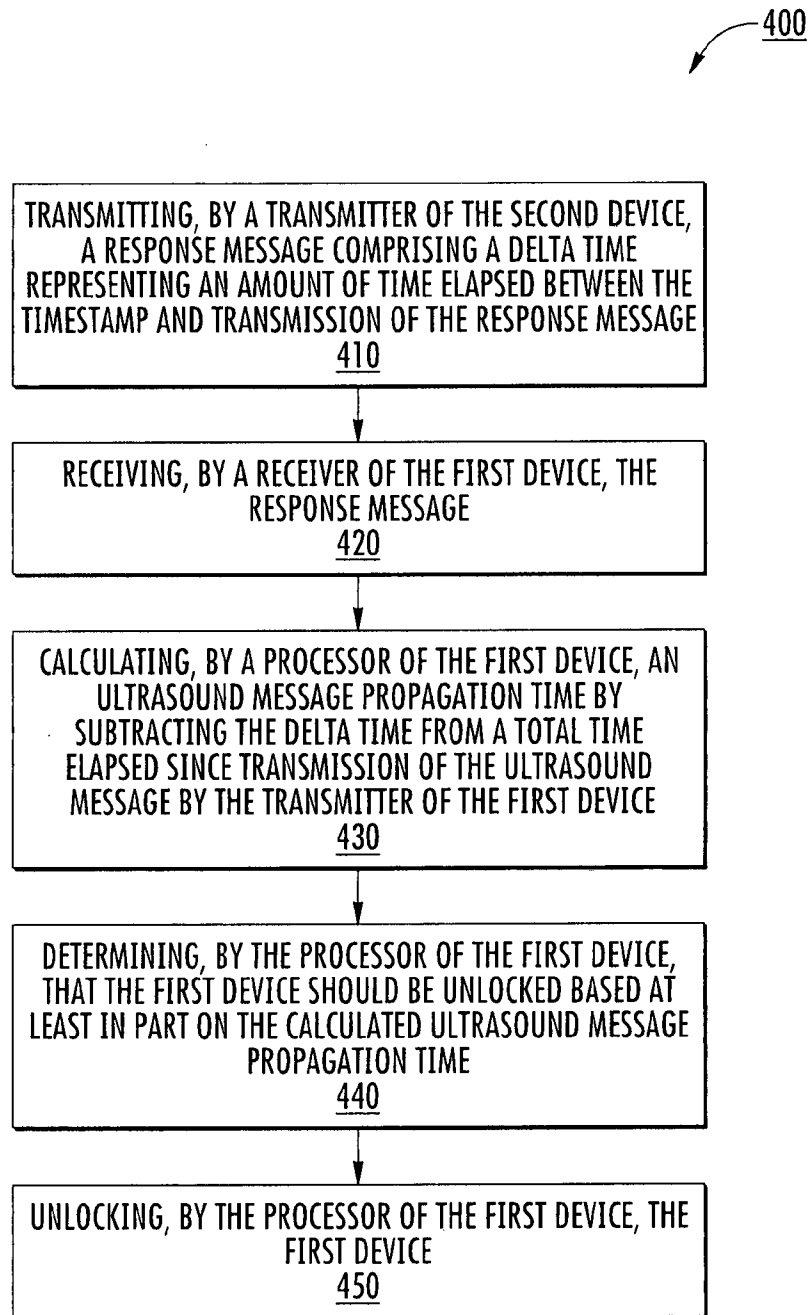 400
TRANSMITTING, BY A TRANSMITTER OF THE SECOND DEVICE,
A RESPONSE MESSAGE COMPRISING A DELTA TIME
REPRESENTING AN AMOUNT OF TIME ELAPSED BETWEEN THE
TIMESTAMP AND TRANSMISSION OF THE RESPONSE MESSAGE
410
RECEIVING, BY A RECEIVER OF THE FIRST DEVICE, THE
RESPONSE MESSAGE
420
CALCULATING, BY A PROCESSOR OF THE FIRST DEVICE, AN
ULTRASOUND MESSAGE PROPAGATION TIME BY
SUBTRACTING THE DELTA TIME FROM A TOTAL TIME
ELAPSED SINCE TRANSMISSION OF THE ULTRASOUND
MESSAGE BY THE TRANSMITTER OF THE FIRST DEVICE
430
DETERMINING, BY THE PROCESSOR OF THE FIRST DEVICE,
THAT THE FIRST DEVICE SHOULD BE UNLOCKED BASED AT
LEAST IN PART ON THE CALCULATED ULTRASOUND MESSAGE
PROPAGATION TIME
440
UNLOCKING, BY THE PROCESSOR OF THE FIRST DEVICE, THE
FIRST DEVICE
450